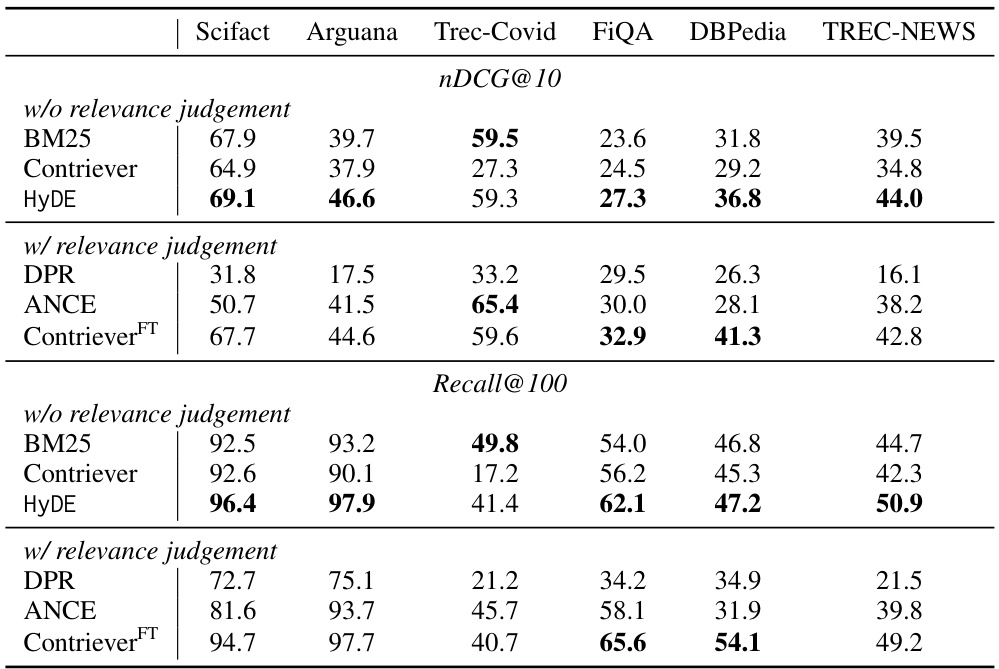 Scifact Arguana Trec-Covid FiQA DBPedia TREC-NEWS
nDCG@10
w/o relevance judgement
BM25 67.9 39.7 59.5 23.6 31.8 39.5
Contriever 64.9 37.9 27.3 24.5 29.2 34.8
HyDE 69.1 46.6 59.3 27.3 36.8 44.0
w/ relevance judgement
DPR 31.8 17.5 33.2 29.5 26.3 16.1
ANCE 50.7 41.5 65.4 30.0 28.1 38.2
Contriever^FT 67.7 44.6 59.6 32.9 41.3 42.8
Recall@100
w/o relevance judgement
BM25 92.5 93.2 49.8 54.0 46.8 44.7
Contriever 92.6 90.1 17.2 56.2 45.3 42.3
HyDE 96.4 97.9 41.4 62.1 47.2 50.9
w/ relevance judgement
DPR 72.7 75.1 21.2 34.2 34.9 21.5
ANCE 81.6 93.7 45.7 58.1 31.9 39.8
Contriever^FT 94.7 97.7 40.7 65.6 54.1 49.2